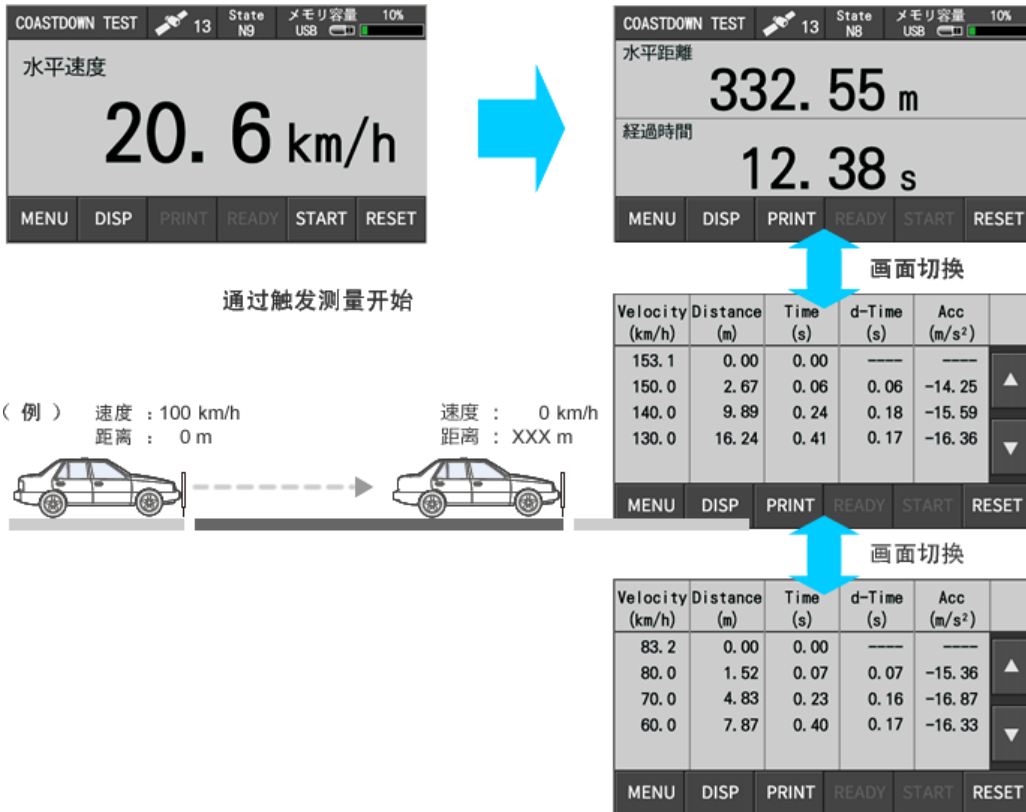 COASTDOWN TEST 13 State N9 メモリ容量 USB 10%
水平速度
20.6 km/h
MENU DISP PRINT READY START RESET
COASTDOWN TEST 13 State N8 メモリ容量 USB 10%
水平距離
332.55 m
経過時間
12.38 s
MENU DISP PRINT READY START RESET
画面切换
通过触发测量开始
(例) 速度 :100 km/h
距离 : 0 m
速度 : 0 km/h
距离 : XXX m
Velocity Distance Time d-Time Acc
(km/h) (m) (s) (s) (m/s²)
153.1 0.00 0.00 ---- ----
150.0 2.67 0.06 0.06 -14.25
140.0 9.89 0.24 0.18 -15.59
130.0 16.24 0.41 0.17 -16.36
MENU DISP PRINT READY START RESET
画面切换
Velocity Distance Time d-Time Acc
(km/h) (m) (s) (s) (m/s²)
83.2 0.00 0.00 ---- ----
80.0 1.52 0.07 0.07 -15.36
70.0 4.83 0.23 0.16 -16.87
60.0 7.87 0.40 0.17 -16.33
MENU DISP PRINT READY START RESET